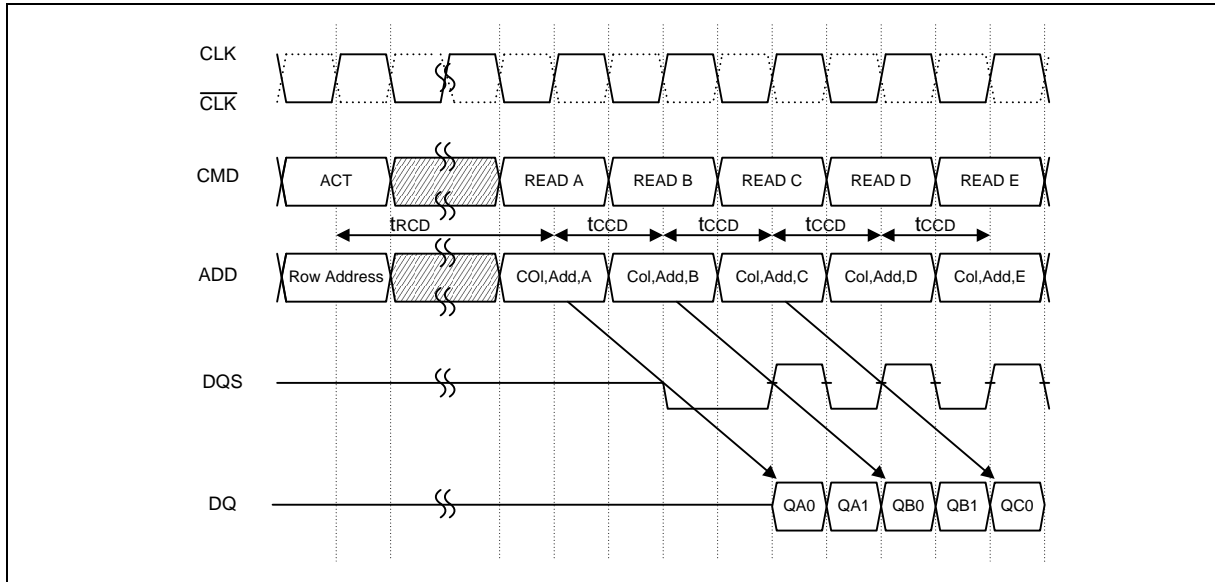 CLK
CLK
CMD ACT READ A READ B READ C READ D READ E
tRCD tCCD tCCD tCCD tCCD
ADD Row Address COl,Add,A Col,Add,B Col,Add,C Col,Add,D Col,Add,E
DQS
DQ QA0 QA1 QB0 QB1 QC0